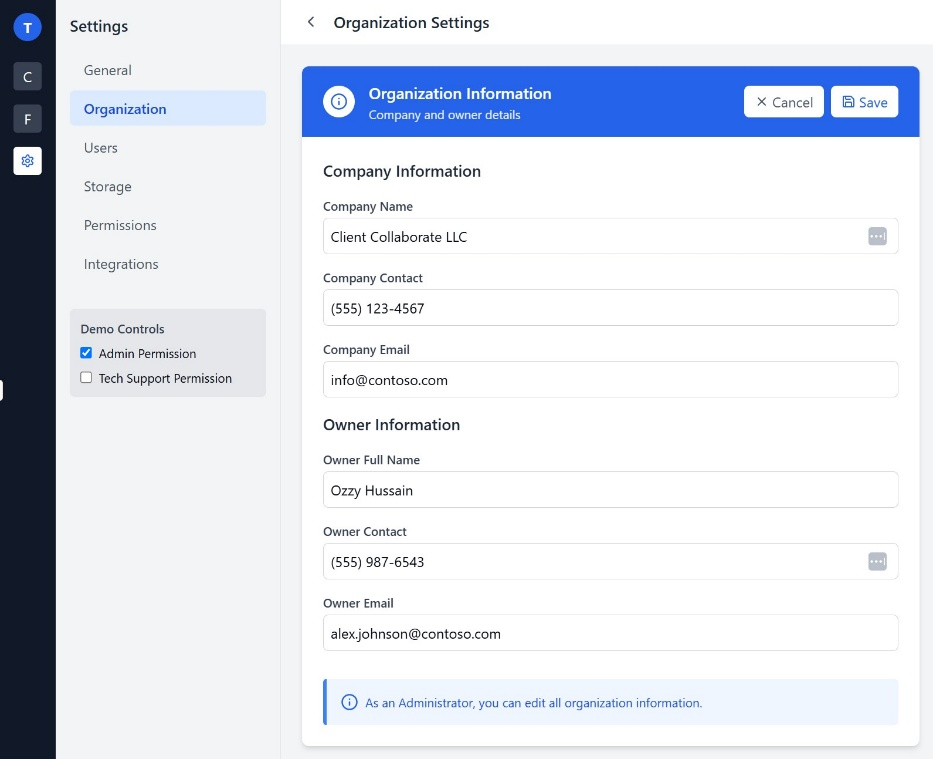 T
C
F
Settings
General
Organization
Users
Storage
Permissions
Integrations
Demo Controls
Admin Permission
Tech Support Permission
Organization Settings
Organization Information
Company and owner details
Cancel
Save
Company Information
Company Name
Client Collaborate LLC
Company Contact
(555) 123-4567
Company Email
info@contoso.com
Owner Information
Owner Full Name
Ozzy Hussain
Owner Contact
(555) 987-6543
Owner Email
alex.johnson@contoso.com
As an Administrator, you can edit all organization information.